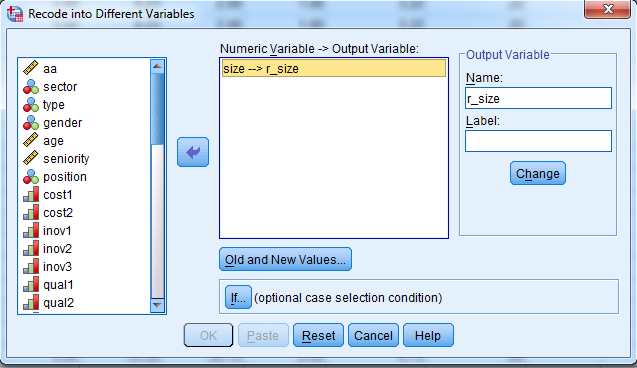 Recode into Different Variables
aa
sector
type
gender
age
seniority
position
cost1
cost2
inov1
inov2
inov3
qual1
qual2
Numeric Variable -> Output Variable:
size --> r_size
Old and New Values...
If... (optional case selection condition)
Output Variable
Name:
r_size
Label:
Change
OK Paste Reset Cancel Help